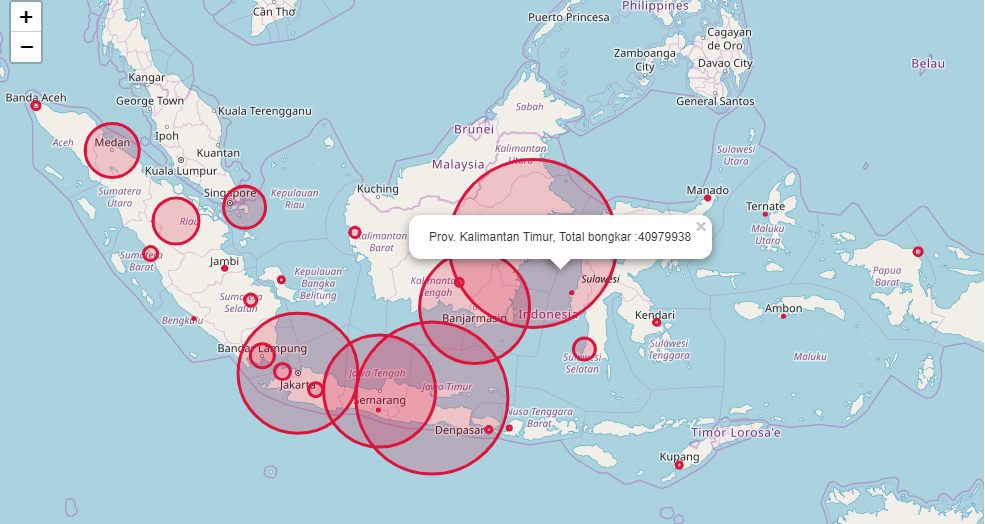 +
−
Cần Thơ
Puerto Princesa
Philippines
Cagayan
de Oro
Zamboanga
City
Davao City
Belau
General Santos
Kangar
Banda Aceh
George Town
Kuala Terengganu
Sabah
Ipoh
Brunei
Aceh
Medan
Kuantan
Kalimantan
Utara
Sulawesi
Utara
Kuala Lumpur
Malaysia
Sumatera
Utara
Singapore
Kepulauan
Riau
Kuching
Manado
Ternate
Riau
Maluku
Utara
Prov. Kalimantan Timur, Total bongkar :40979938
×
Kalimantan
Barat
Sumatera
Barat
Jambi
Kepulauan
Bangka
Belitung
Kalimantan
Tengah
Sulawesi
Papua
Barat
Sumatera
Selatan
Bengkulu
Banjarmasin
Indonesia
Kendari
Ambon
Bandar Lampung
Sulawesi
Selatan
Sulawesi
Tenggara
Maluku
Jakarta
Jawa Tengah
Jawa Timur
Semarang
Nusa Tenggara
Barat
Denpasar
Timór Lorosa'e
Kupang